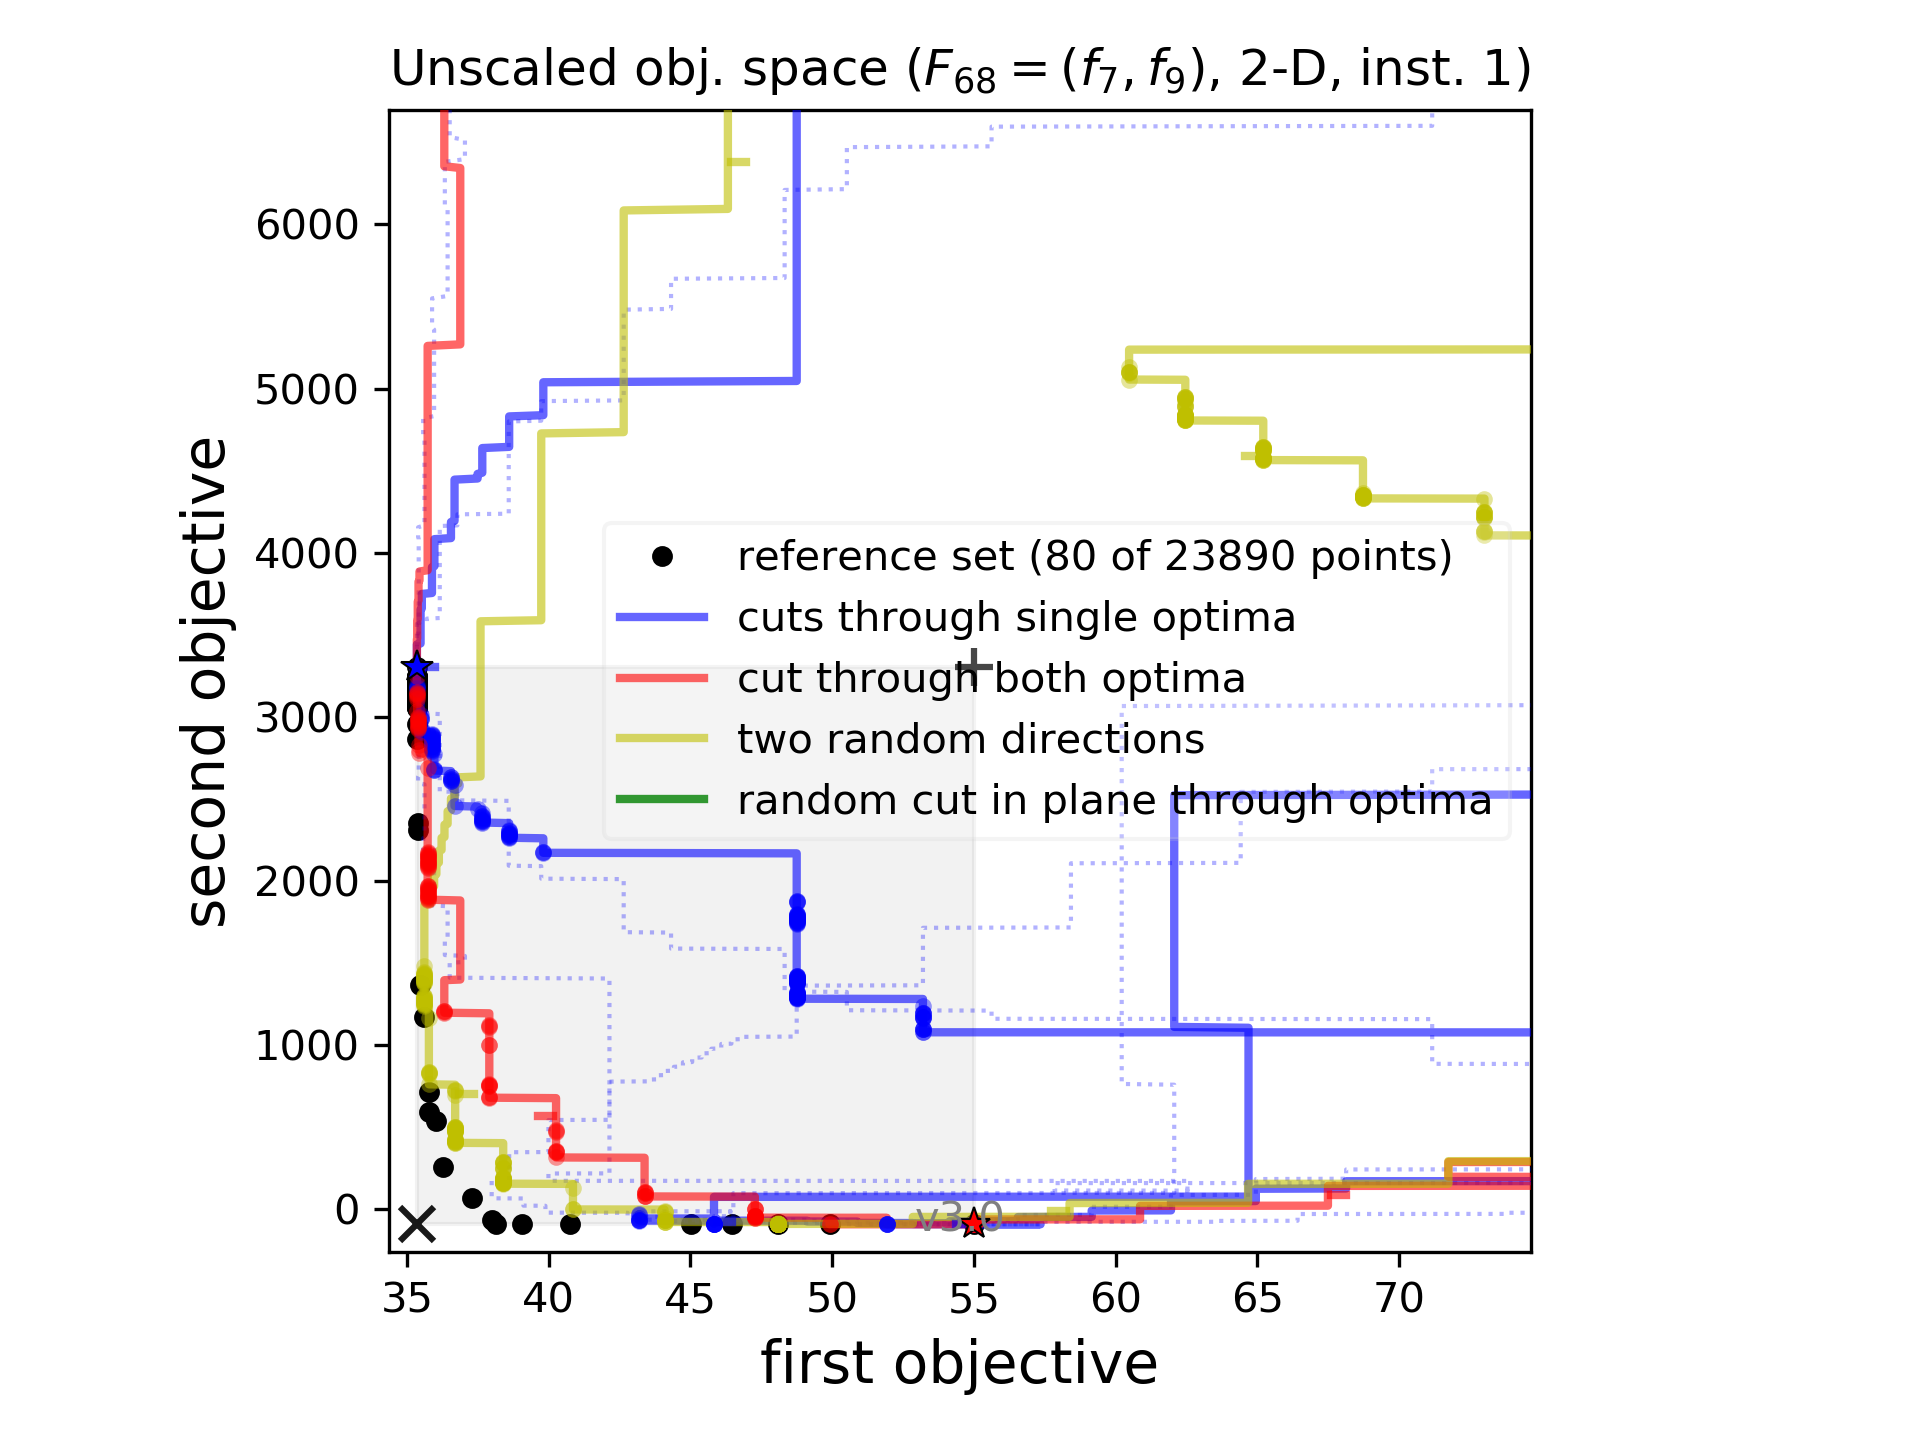 Unscaled obj. space (F68 = (f7, f9), 2-D, inst. 1)
second objective
6000
5000
4000
3000
2000
1000
0
reference set (80 of 23890 points)
cuts through single optima
cut through both optima
two random directions
random cut in plane through optima
v3.0
35 40 45 50 55 60 65 70
first objective